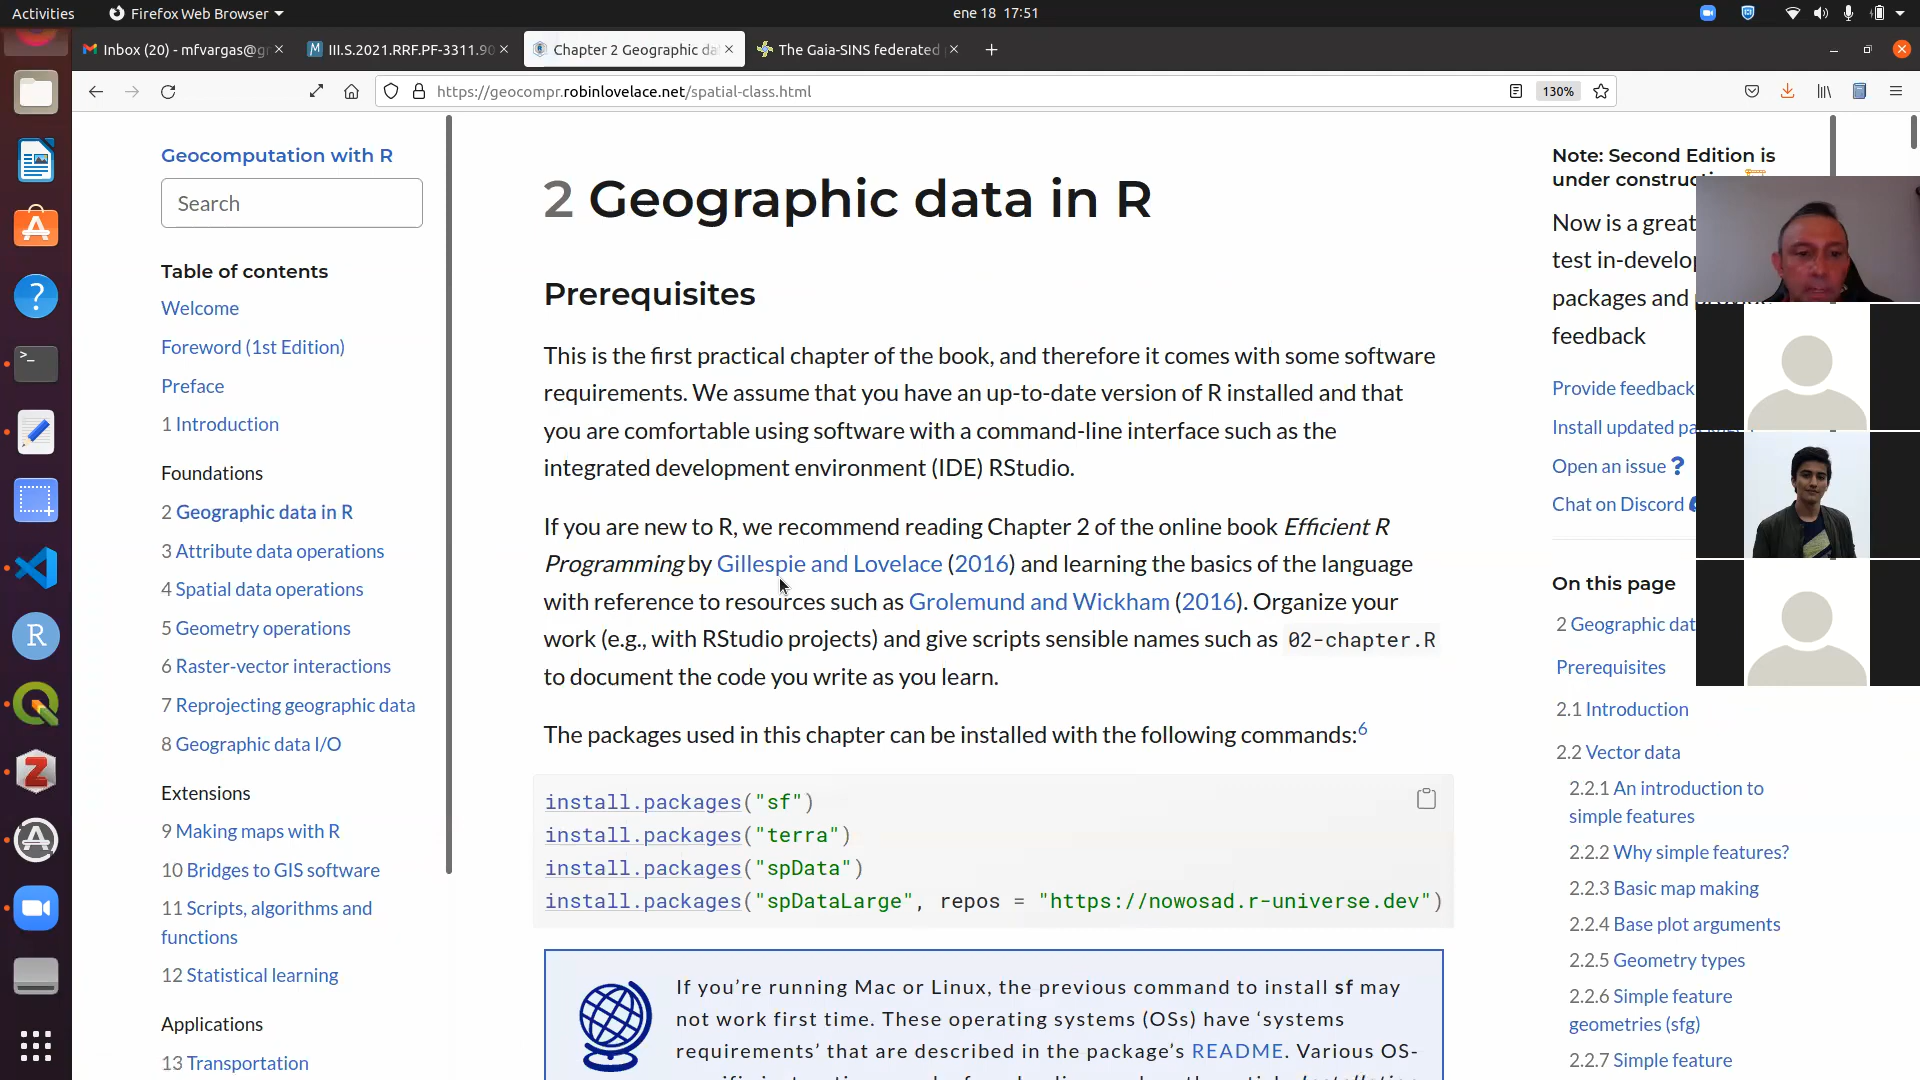 Activities
Firefox Web Browser
ene 18 17:51
Inbox (20) - mfvargas@g
III.S.2021.RRF.PF-3311.90
Chapter 2 Geographic da
The Gaia-SINS federated
https://geocompr.robinlovelace.net/spatial-class.html
130%
Geocomputation with R
Search
Table of contents
Welcome
Foreword (1st Edition)
Preface
1 Introduction
Foundations
2 Geographic data in R
3 Attribute data operations
4 Spatial data operations
5 Geometry operations
6 Raster-vector interactions
7 Reprojecting geographic data
8 Geographic data I/O
Extensions
9 Making maps with R
10 Bridges to GIS software
11 Scripts, algorithms and
functions
12 Statistical learning
Applications
13 Transportation
2 Geographic data in R
Prerequisites
This is the first practical chapter of the book, and therefore it comes with some software
requirements. We assume that you have an up-to-date version of R installed and that
you are comfortable using software with a command-line interface such as the
integrated development environment (IDE) RStudio.
If you are new to R, we recommend reading Chapter 2 of the online book Efficient R
Programming by Gillespie and Lovelace (2016) and learning the basics of the language
with reference to resources such as Grolemund and Wickham (2016). Organize your
work (e.g., with RStudio projects) and give scripts sensible names such as 02-chapter.R
to document the code you write as you learn.
The packages used in this chapter can be installed with the following commands:6
install.packages("sf")
install.packages("terra")
install.packages("spData")
install.packages("spDataLarge", repos = "https://nowosad.r-universe.dev")
If you’re running Mac or Linux, the previous command to install sf may
not work first time. These operating systems (OSs) have ‘systems
requirements’ that are described in the package’s README. Various OS-
Note: Second Edition is
under construc
Now is a great
test in-develop
packages and
feedback
Provide feedback
Install updated pa
Open an issue ?
Chat on Discord
On this page
2 Geographic dat
Prerequisites
2.1 Introduction
2.2 Vector data
2.2.1 An introduction to
simple features
2.2.2 Why simple features?
2.2.3 Basic map making
2.2.4 Base plot arguments
2.2.5 Geometry types
2.2.6 Simple feature
geometries (sfg)
2.2.7 Simple feature